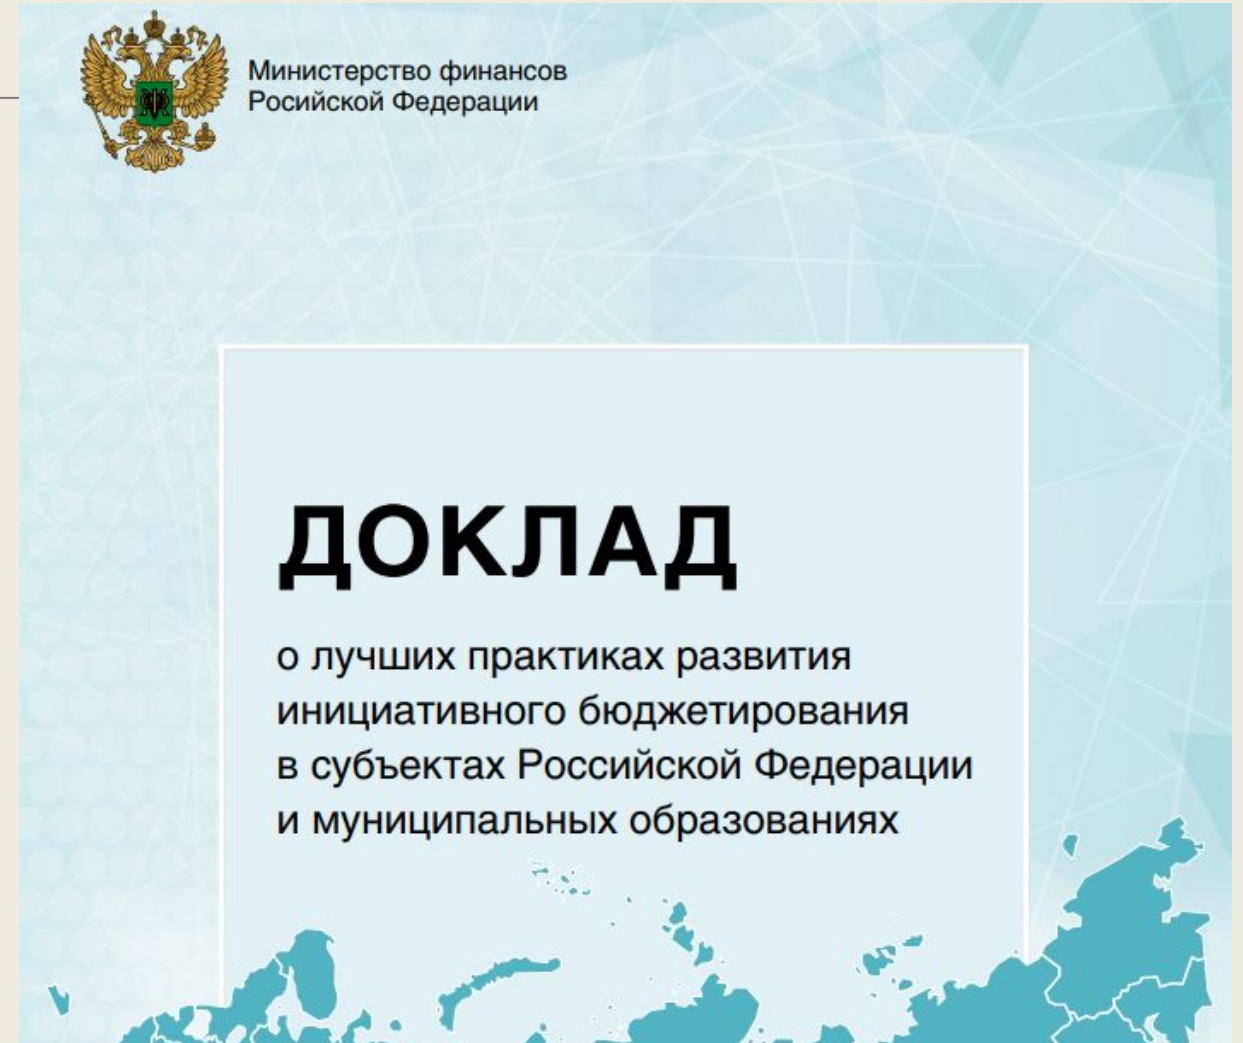 Министерство финансов
Росийской Федерации
ДОКЛАД
о лучших практиках развития
инициативного бюджетирования
в субъектах Российской Федерации
и муниципальных образованиях